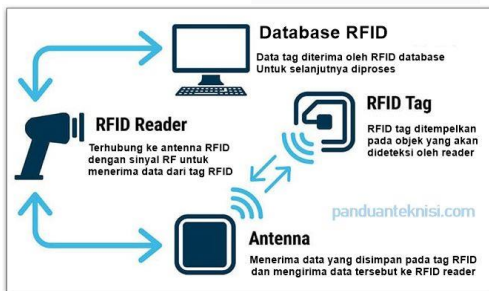 Database RFID
Data tag diterima oleh RFID database
Untuk selanjutnya diproses
RFID Tag
RFID tag ditempelkan
pada objek yang akan
dideteksi oleh reader
RFID Reader
Terhubung ke antenna RFID
dengan sinyal RF untuk
menerima data dari tag RFID
panduanteknisi.com
Antenna
Menerima data yang disimpan pada tag RFID
dan mengirima data tersebut ke RFID reader